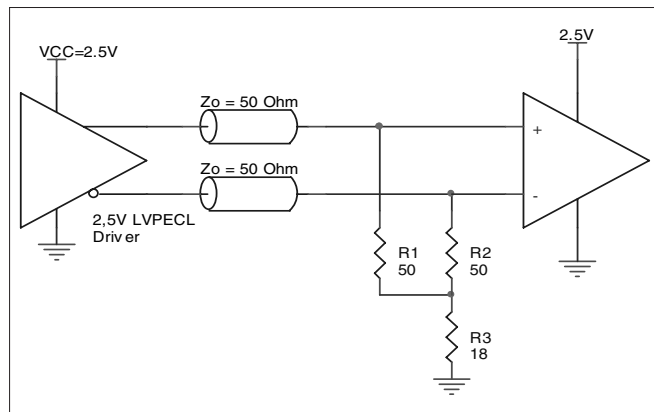 VCC=2.5V
2.5V
Zo = 50 Ohm
+
Zo = 50 Ohm
-
2,5V LVPECL
Driver
R1
50
R2
50
R3
18